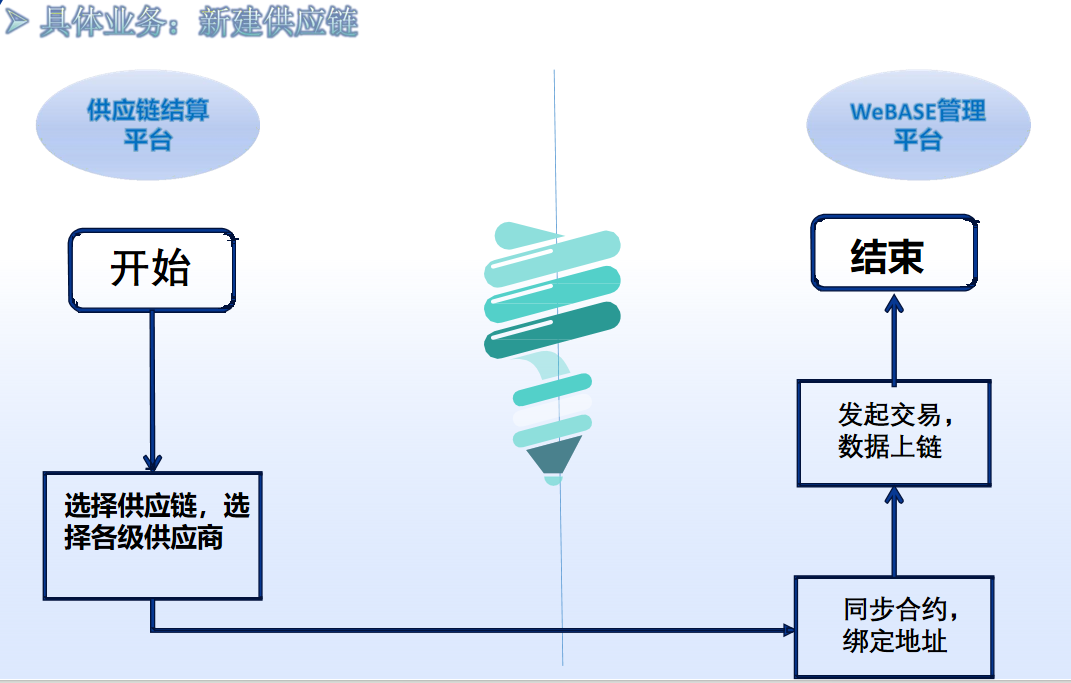 具体业务：新建供应链
供应链结算
平台
WeBASE管理
平台
开始
结束
选择供应链，选
择各级供应商
发起交易，
数据上链
同步合约，
绑定地址